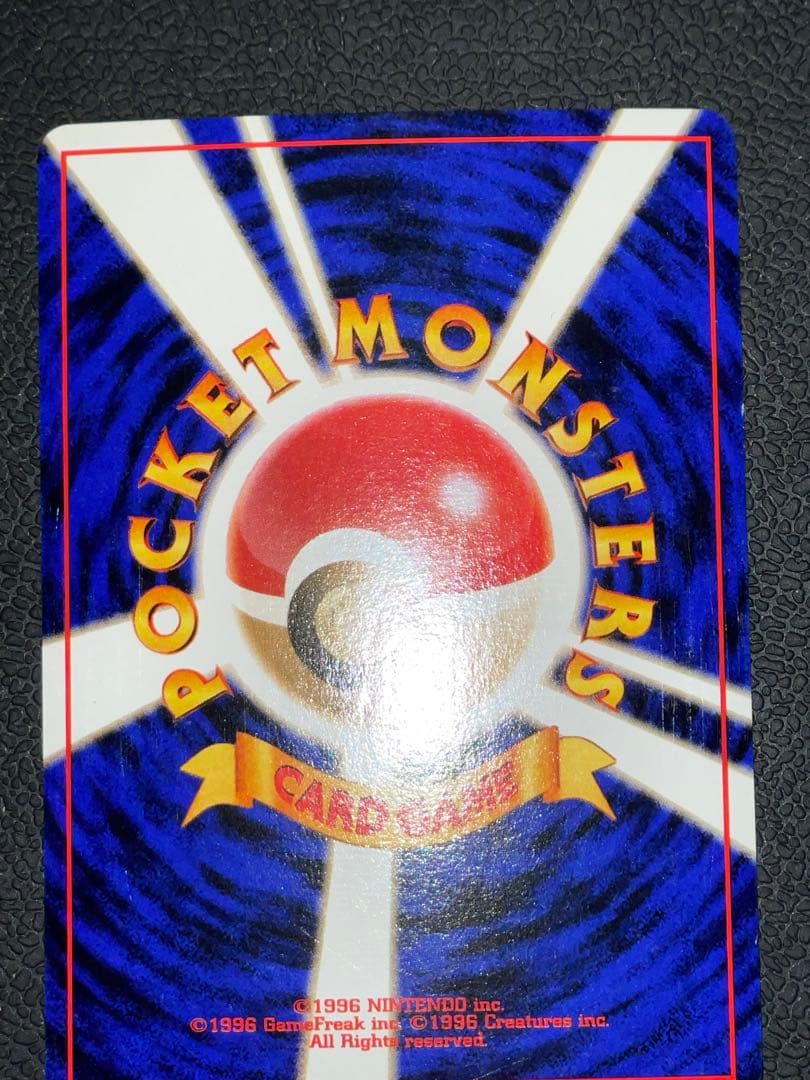 POCKET MONSTERS
CARD GAME
©1996 NINTENDO inc.
©1996 GameFreak inc. ©1996 Creatures inc.
All Rights reserved.